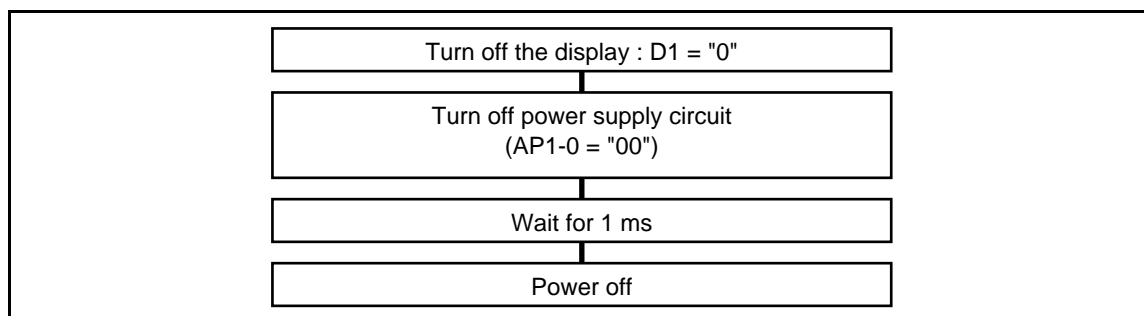 Turn off the display : D1 = "0"
Turn off power supply circuit
(AP1-0 = "00")
Wait for 1 ms
Power off